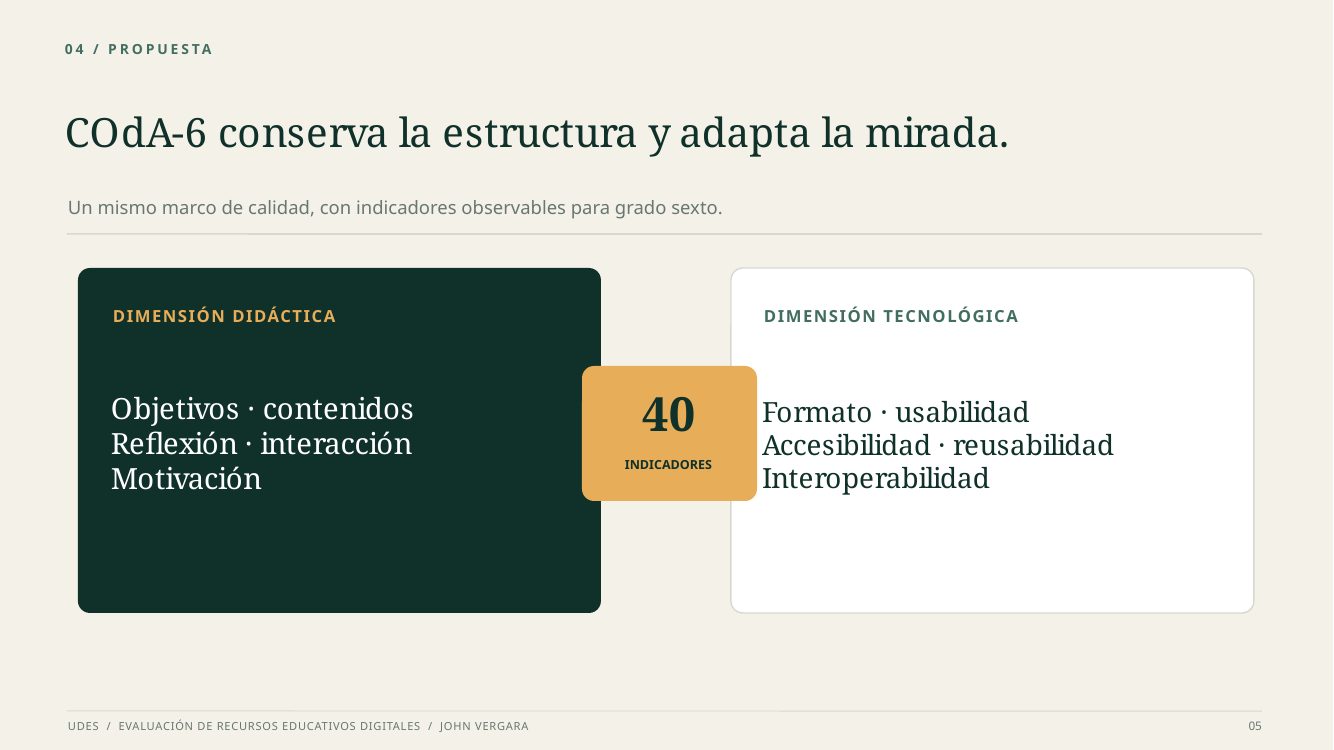 04 / PROPUESTA
COdA-6 conserva la estructura y adapta la mirada.
Un mismo marco de calidad, con indicadores observables para grado sexto.
DIMENSIÓN DIDÁCTICA
Objetivos · contenidos
Reflexión · interacción
Motivación
40
INDICADORES
DIMENSIÓN TECNOLÓGICA
Formato · usabilidad
Accesibilidad · reusabilidad
Interoperabilidad
UDES / EVALUACIÓN DE RECURSOS EDUCATIVOS DIGITALES / JOHN VERGARA
05